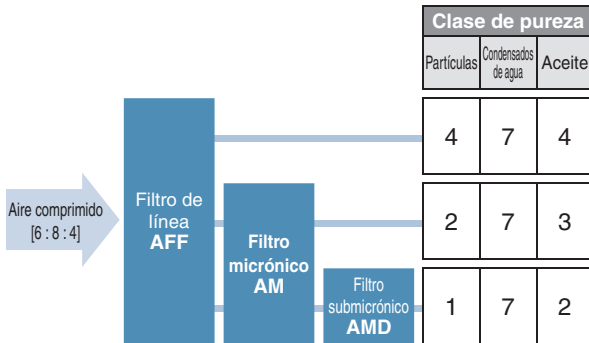 Clase de pureza
Partículas
Condensados
de agua
Aceite
4 7 4
Aire comprimido
[6 : 8 : 4]
Filtro de
línea
AFF
2 7 3
Filtro
micrónico
AM
1 7 2
Filtro
submicrónico
AMD